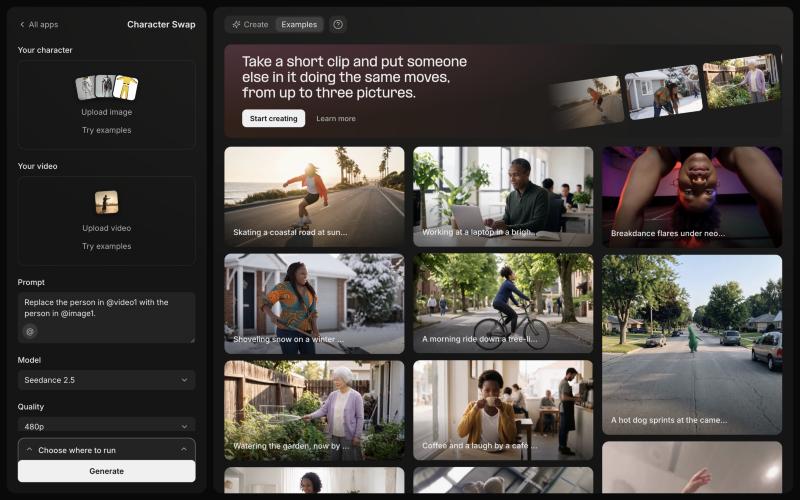 All apps
Character Swap
Your character
Upload image
Try examples
Your video
Upload video
Try examples
Prompt
Replace the person in @video1 with the
person in @image1.
@
Model
Seedance 2.5
Quality
480p
Choose where to run
Generate
Create
Examples
?
Take a short clip and put someone
else in it doing the same moves,
from up to three pictures.
Start creating
Learn more
Skating a coastal road at sun...
Working at a laptop in a brigh...
Breakdance flares under neo...
Shoveling snow on a winter ...
A morning ride down a tree-li...
A hot dog sprints at the came...
Watering the garden, now by ...
Coffee and a laugh by a café ...